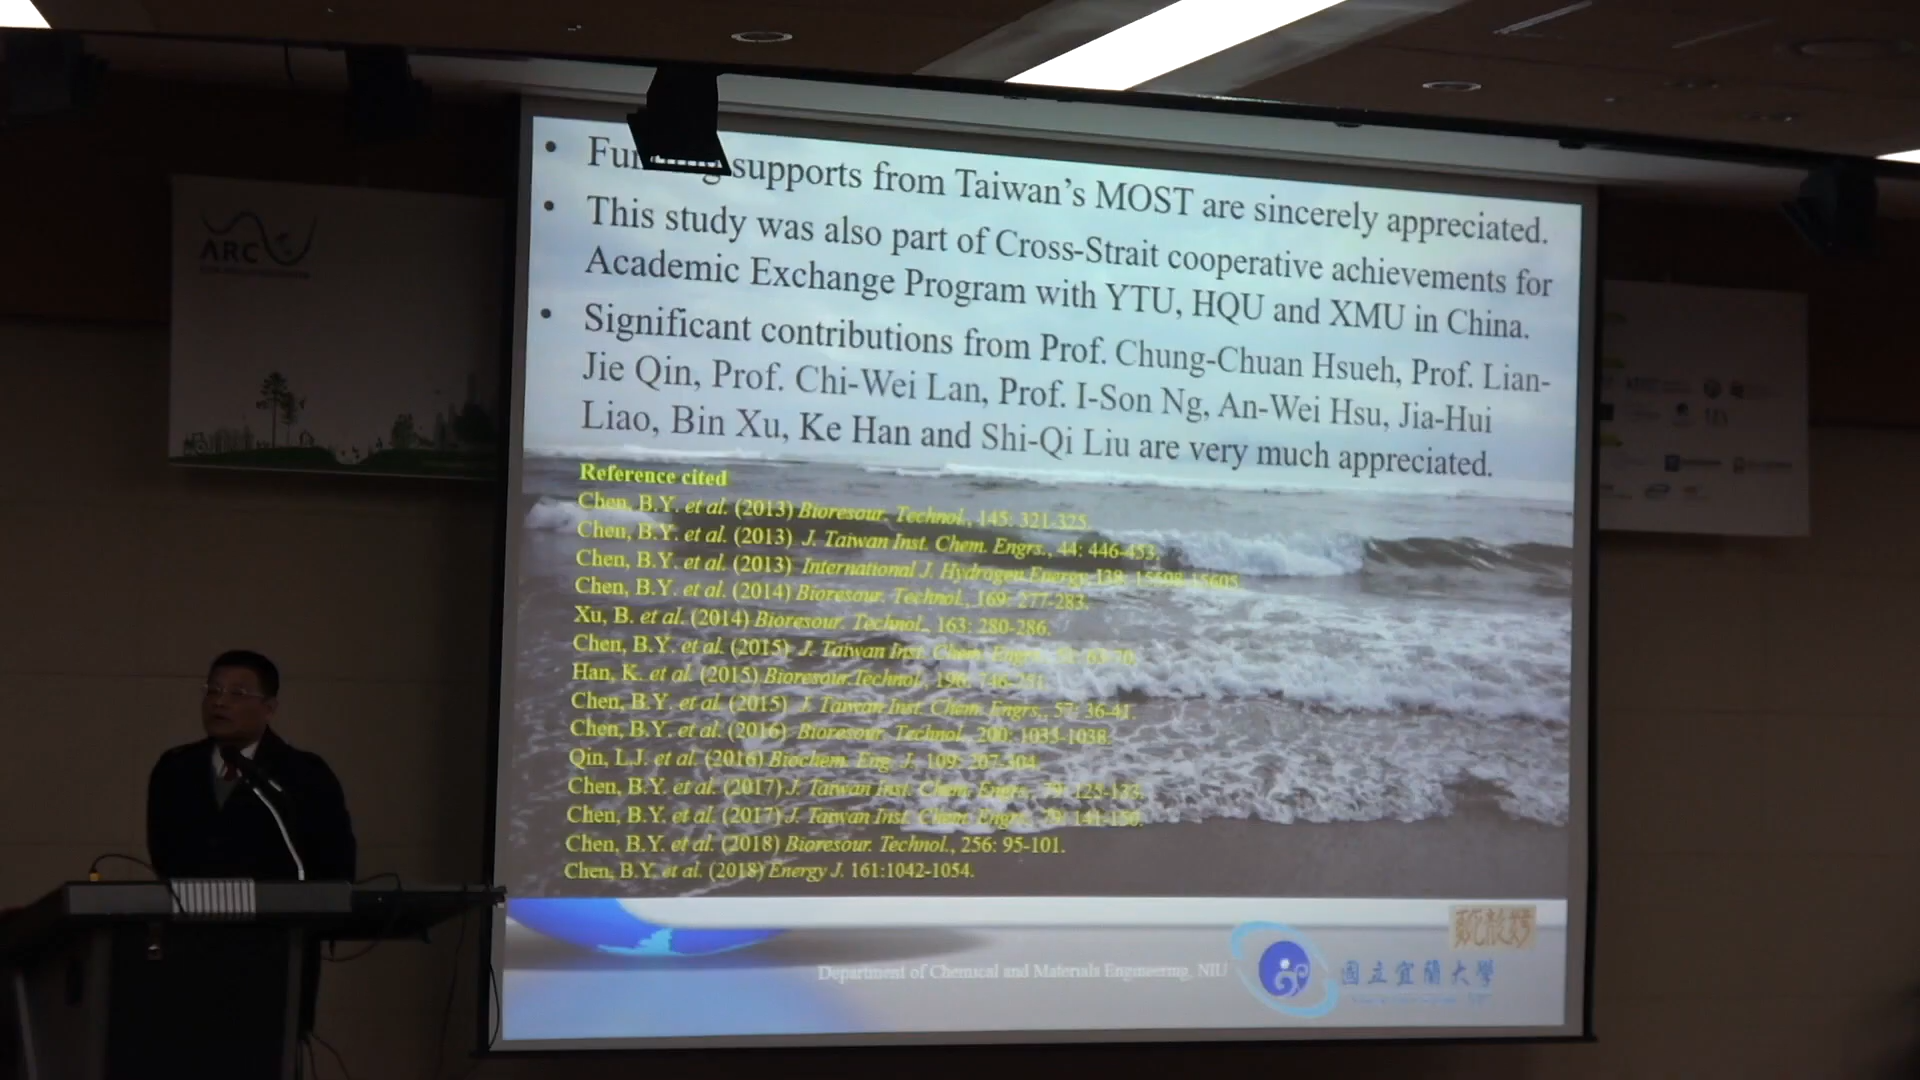 ARC
• supports from Taiwan's MOST are sincerely appreciated.
• This study was also part of Cross-Strait cooperative achievements for
Academic Exchange Program with YTU, HQU and XMU in China.
• Significant contributions from Prof. Chung-Chuan Hsueh, Prof. Lian-
Jie Qin, Prof. Chi-Wei Lan, Prof. I-Son Ng, An-Wei Hsu, Jia-Hui
Liao, Bin Xu, Ke Han and Shi-Qi Liu are very much appreciated.
Reference cited
Chen, B.Y. et al. (2013) Bioresour. Technol., 145: 321-325.
Chen, B.Y. et al. (2013) J. Taiwan Inst. Chem. Engrs., 44: 446-453.
Chen, B.Y. et al. (2013) International J. Hydrogen Energy
Chen, B.Y. et al. (2014) Bioresour. Technol., 169: 277-283.
Xu, B. et al. (2014) Bioresour. Technol., 163: 280-286.
Chen, B.Y. et al. (2015) J. Taiwan Inst. Chem. Engrs.,
Han, K. et al. (2015) Bioresour. Technol.,
Chen, B.Y. et al. (2015) J. Taiwan Inst. Chem. Engrs., 57: 36-41.
Chen, B.Y. et al. (2016) Bioresour. Technol., 200: 1033-1038.
Qin, L.J. et al. (2016) Biochem. Eng. J. 109:
Chen, B.Y. et al. (2017) J. Taiwan Inst. Chem. Engrs.,
Chen, B.Y. et al. (2017) J. Taiwan Inst. Chem. Engrs.,
Chen, B.Y. et al. (2018) Bioresour. Technol., 256: 95-101.
Chen, B.Y. et al. (2018) Energy J. 161:1042-1054.
Department of Chemical and Materials Engineering, NIU
國立宜蘭大學